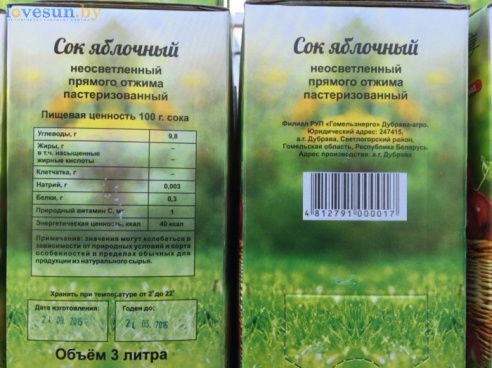 lovesun.by
Сок яблочный
неосветленный
прямого отжима
пастеризованный
Пищевая ценность 100 г. сока
Углеводы, г 9,8
Жиры, г –
в т.ч. насыщенные
жирные кислоты –
Клетчатка, г –
Натрий, г 0,003
Белки, г 0,3
Природный витамин С, мг 1
Энергетическая ценность, ккал 40 ккал
Примечание: значения могут колебаться в
зависимости от природных условий и сорта
особенностей в пределах обычных для
продукции из натурального сырья.
Хранить при температуре от 2° до 22°
Дата изготовления: Годен до:
2015 2016
Объём 3 литра
Сок яблочный
неосветленный
прямого отжима
пастеризованный
Филиал РУП «Гомельэнерго» Дубрава-агро.
Юридический адрес: 247415,
а.г. Дубрава, Светлогорский район,
Гомельская область, Республика Беларусь.
Адрес производства: а.г. Дубрава
4 812791 000017